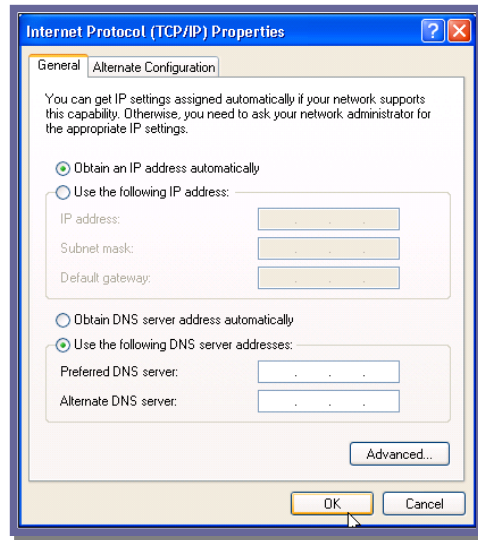 Internet Protocol (TCP/IP) Properties
General
Alternate Configuration
You can get IP settings assigned automatically if your network supports
this capability. Otherwise, you need to ask your network administrator for
the appropriate IP settings.
Obtain an IP address automatically
Use the following IP address:
IP address:
Subnet mask:
Default gateway:
Obtain DNS server address automatically
Use the following DNS server addresses:
Preferred DNS server:
Alternate DNS server:
Advanced...
OK
Cancel